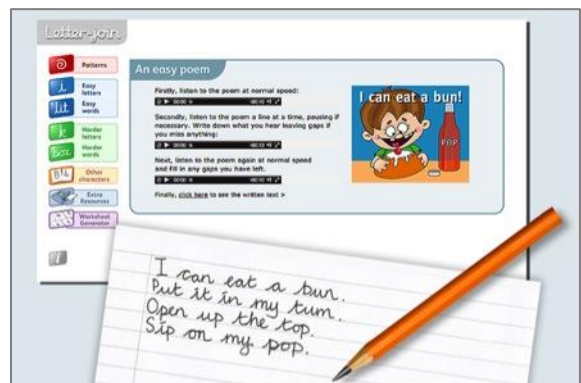 Letter-join
Patterns
Easy
letters
Easy
words
Harder
letters
Harder
words
Other
characters
Extra
Resources
Worksheet
Generator
An easy poem
Firstly, listen to the poem at normal speed:
Secondly, listen to the poem a line at a time, pausing if
necessary. Write down what you hear leaving gaps if
you miss anything:
Next, listen to the poem again at normal speed
and fill in any gaps you have left.
Finally, click here to see the written text >
I can eat a bun!
POP
I can eat a bun.
Put it in my tum.
Open up the top.
Sip on my pop.